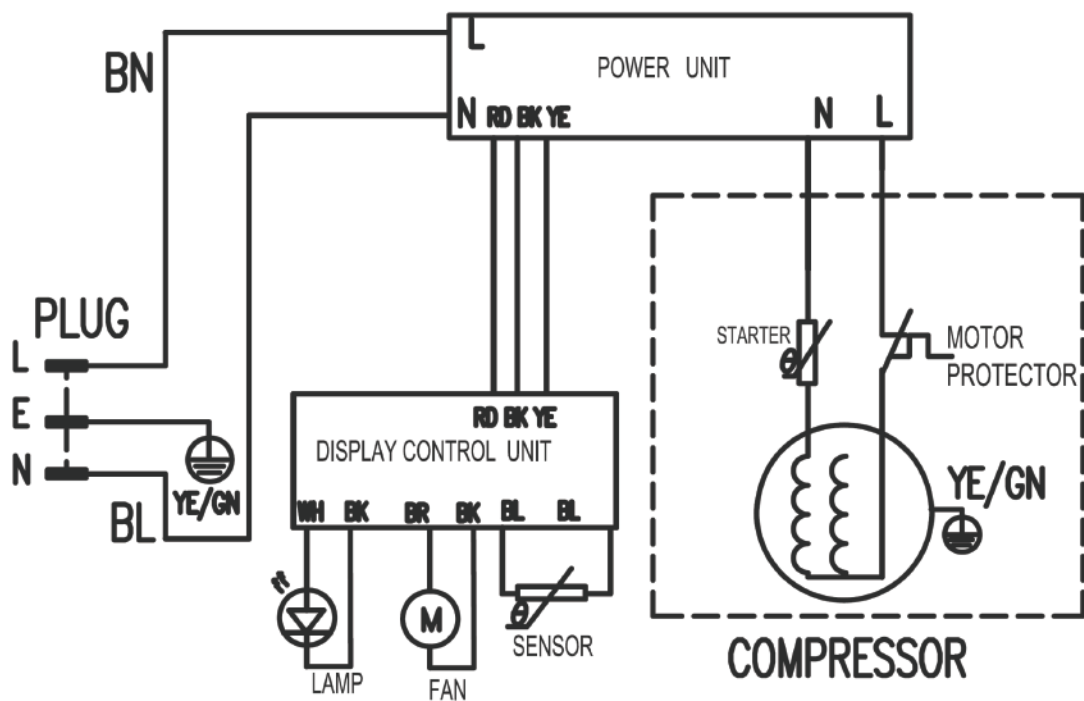 L
POWER UNIT
BN
N RD BK YE N L
PLUG
L
E
N
YE/GN
BL
STARTER
θ
MOTOR
PROTECTOR
RD BK YE
DISPLAY CONTROL UNIT
WH BK BR BK BL BL
M
θ
SENSOR
LAMP
FAN
YE/GN
COMPRESSOR